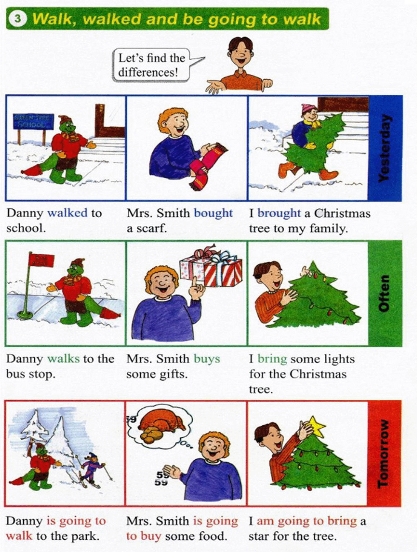 3 Walk, walked and be going to walk
Let's find the
differences!
Yesterday
Danny walked to
school.
Mrs. Smith bought
a scarf.
I brought a Christmas
tree to my family.
Often
Danny walks to the
bus stop.
Mrs. Smith buys
some gifts.
I bring some lights
for the Christmas
tree.
59
59
Tomorrow
Danny is going to
walk to the park.
Mrs. Smith is going
to buy some food.
I am going to bring a
star for the tree.